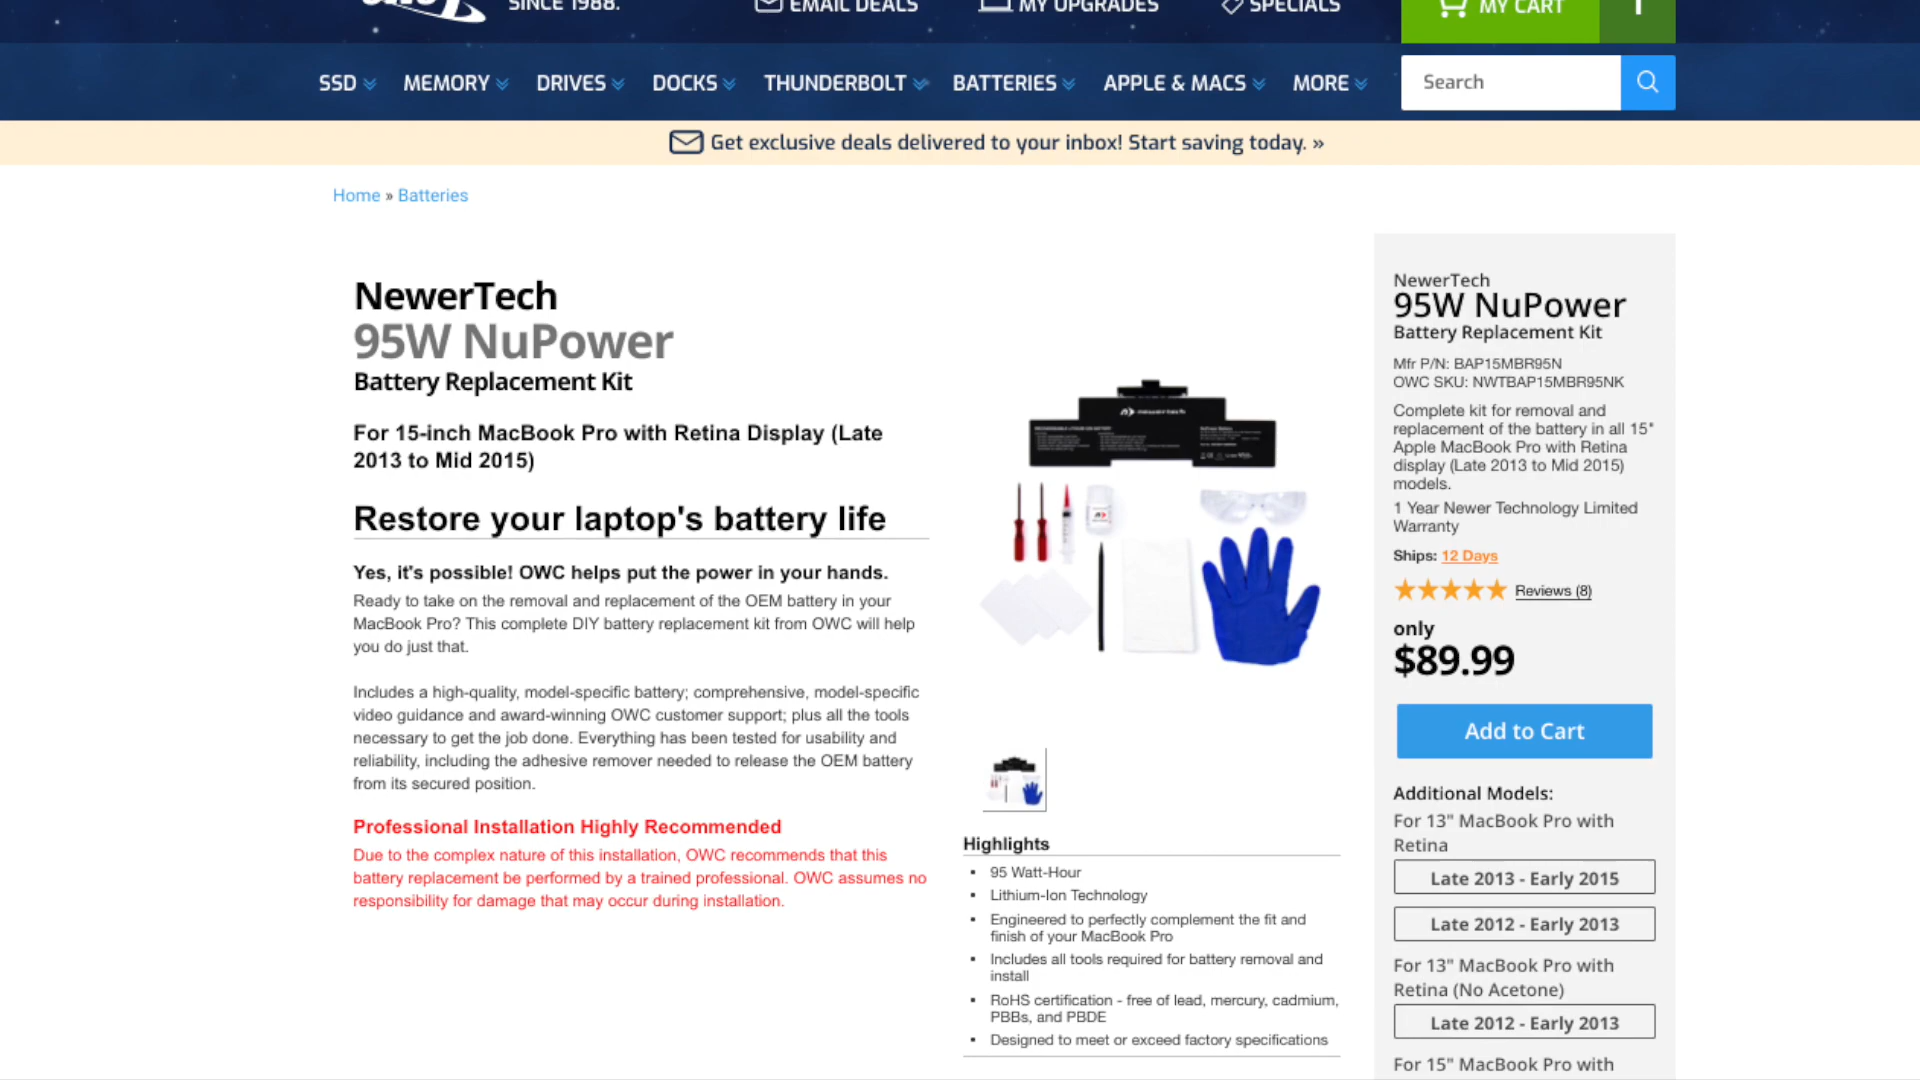 SINCE 1988.
EMAIL DEALS
MY UPGRADES
SPECIALS
MY CART
SSD
MEMORY
DRIVES
DOCKS
THUNDERBOLT
BATTERIES
APPLE & MACS
MORE
Search
Get exclusive deals delivered to your inbox! Start saving today. »
Home » Batteries
NewerTech
95W NuPower
Battery Replacement Kit
For 15-inch MacBook Pro with Retina Display (Late
2013 to Mid 2015)
Restore your laptop's battery life
Yes, it's possible! OWC helps put the power in your hands.
Ready to take on the removal and replacement of the OEM battery in your
MacBook Pro? This complete DIY battery replacement kit from OWC will help
you do just that.
Includes a high-quality, model-specific battery; comprehensive, model-specific
video guidance and award-winning OWC customer support; plus all the tools
necessary to get the job done. Everything has been tested for usability and
reliability, including the adhesive remover needed to release the OEM battery
from its secured position.
Professional Installation Highly Recommended
Due to the complex nature of this installation, OWC recommends that this
battery replacement be performed by a trained professional. OWC assumes no
responsibility for damage that may occur during installation.
Highlights
▪ 95 Watt-Hour
▪ Lithium-Ion Technology
▪ Engineered to perfectly complement the fit and
finish of your MacBook Pro
▪ Includes all tools required for battery removal and
install
▪ RoHS certification - free of lead, mercury, cadmium,
PBBs, and PBDE
▪ Designed to meet or exceed factory specifications
NewerTech
95W NuPower
Battery Replacement Kit
Mfr P/N: BAP15MBR95N
OWC SKU: NWTBAP15MBR95NK
Complete kit for removal and
replacement of the battery in all 15"
Apple MacBook Pro with Retina
display (Late 2013 to Mid 2015)
models.
1 Year Newer Technology Limited
Warranty
Ships: 12 Days
Reviews (8)
only
$89.99
Add to Cart
Additional Models:
For 13" MacBook Pro with
Retina
Late 2013 - Early 2015
Late 2012 - Early 2013
For 13" MacBook Pro with
Retina (No Acetone)
Late 2012 - Early 2013
For 15" MacBook Pro with